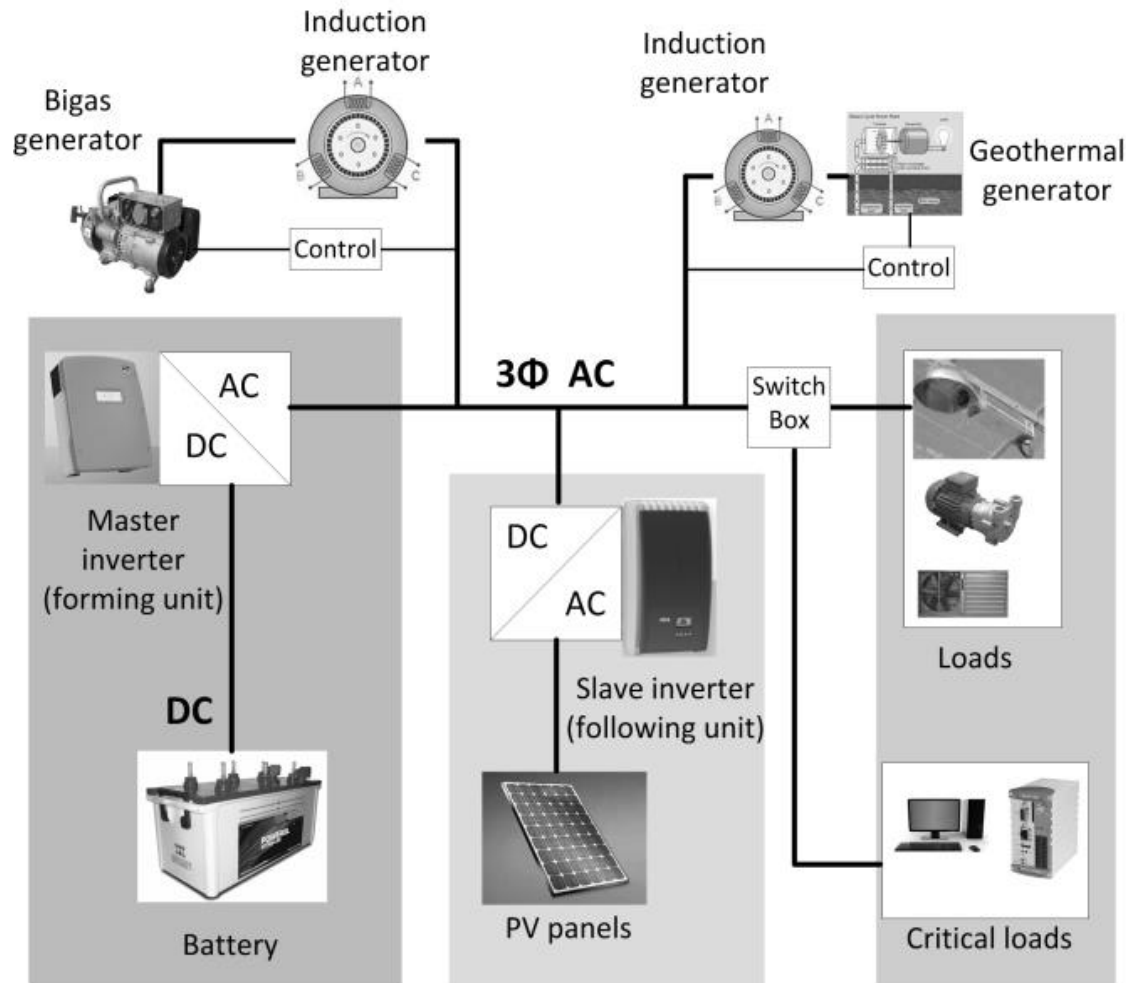 Induction
generator
A
B
C
Bigas
generator
Control
Induction
generator
A
B
C
Geothermal
generator
Control
AC
DC
Master
inverter
(forming unit)
3Φ AC
Switch
Box
DC
AC
Slave inverter
(following unit)
Loads
DC
Battery
PV panels
Critical loads